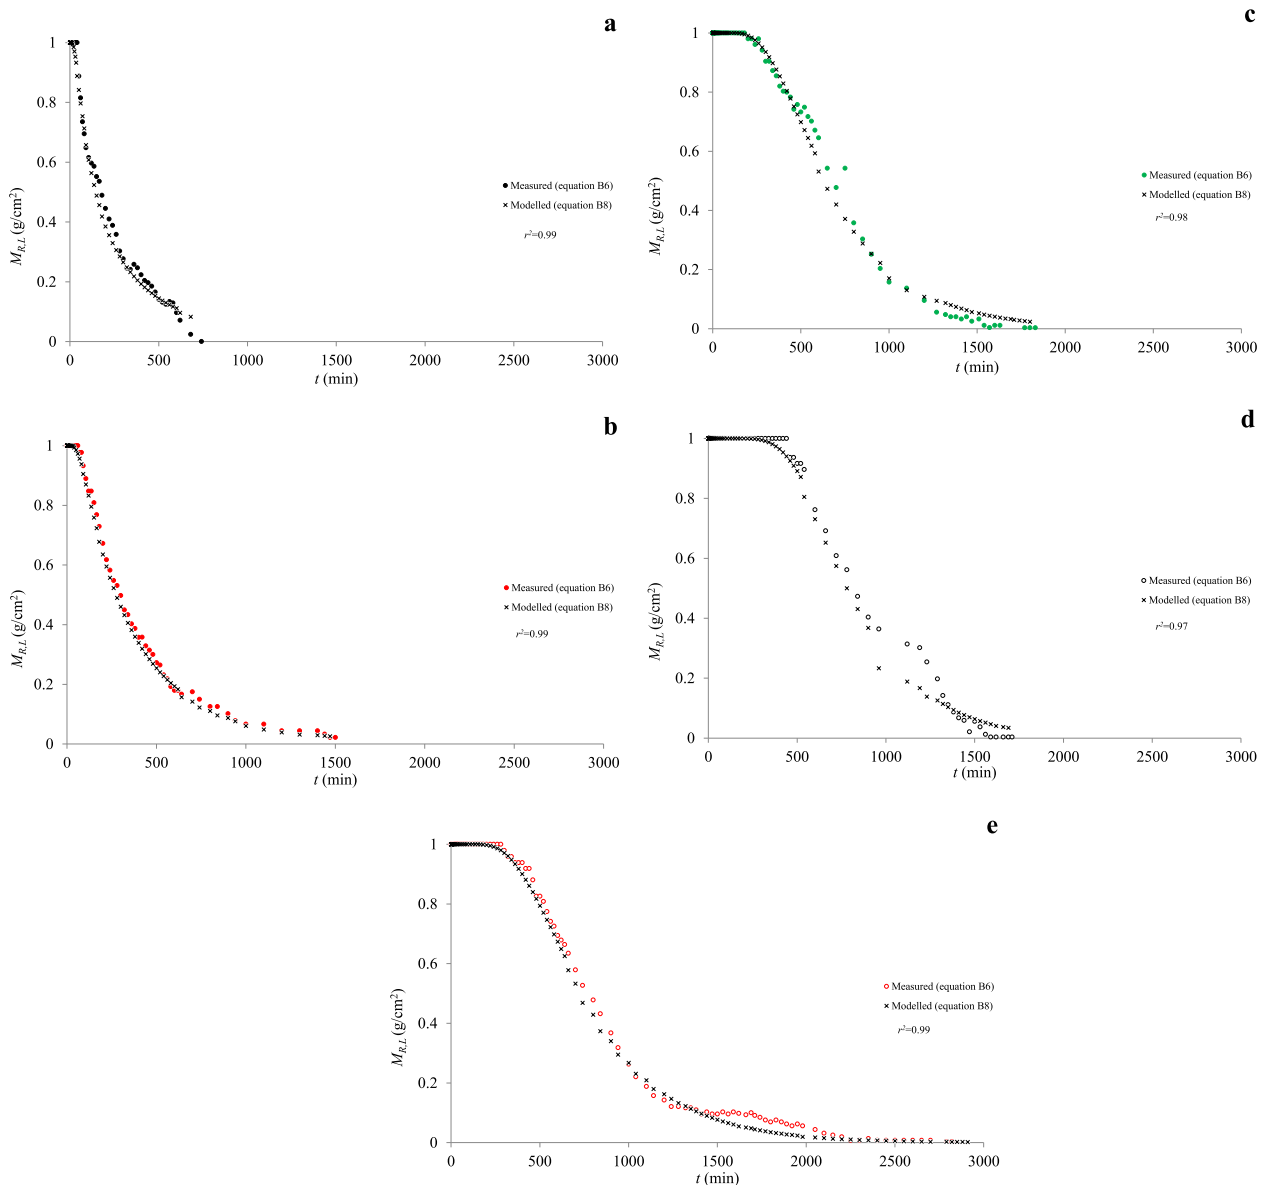 a
1
0.8
0.6
0.4
0.2
0
M_{R,L} (g/cm²)
0 500 1000 1500 2000 2500 3000
t (min)
Measured (equation B6)
Modelled (equation B8)
r²=0.99
c
1
0.8
0.6
0.4
0.2
0
M_{R,L} (g/cm²)
0 500 1000 1500 2000 2500 3000
t (min)
Measured (equation B6)
Modelled (equation B8)
r²=0.98
b
1
0.8
0.6
0.4
0.2
0
M_{R,L} (g/cm²)
0 500 1000 1500 2000 2500 3000
t (min)
Measured (equation B6)
Modelled (equation B8)
r²=0.99
d
1
0.8
0.6
0.4
0.2
0
M_{R,L} (g/cm²)
0 500 1000 1500 2000 2500 3000
t (min)
Measured (equation B6)
Modelled (equation B8)
r²=0.97
e
1
0.8
0.6
0.4
0.2
0
M_{R,L} (g/cm²)
0 500 1000 1500 2000 2500 3000
t (min)
Measured (equation B6)
Modelled (equation B8)
r²=0.99